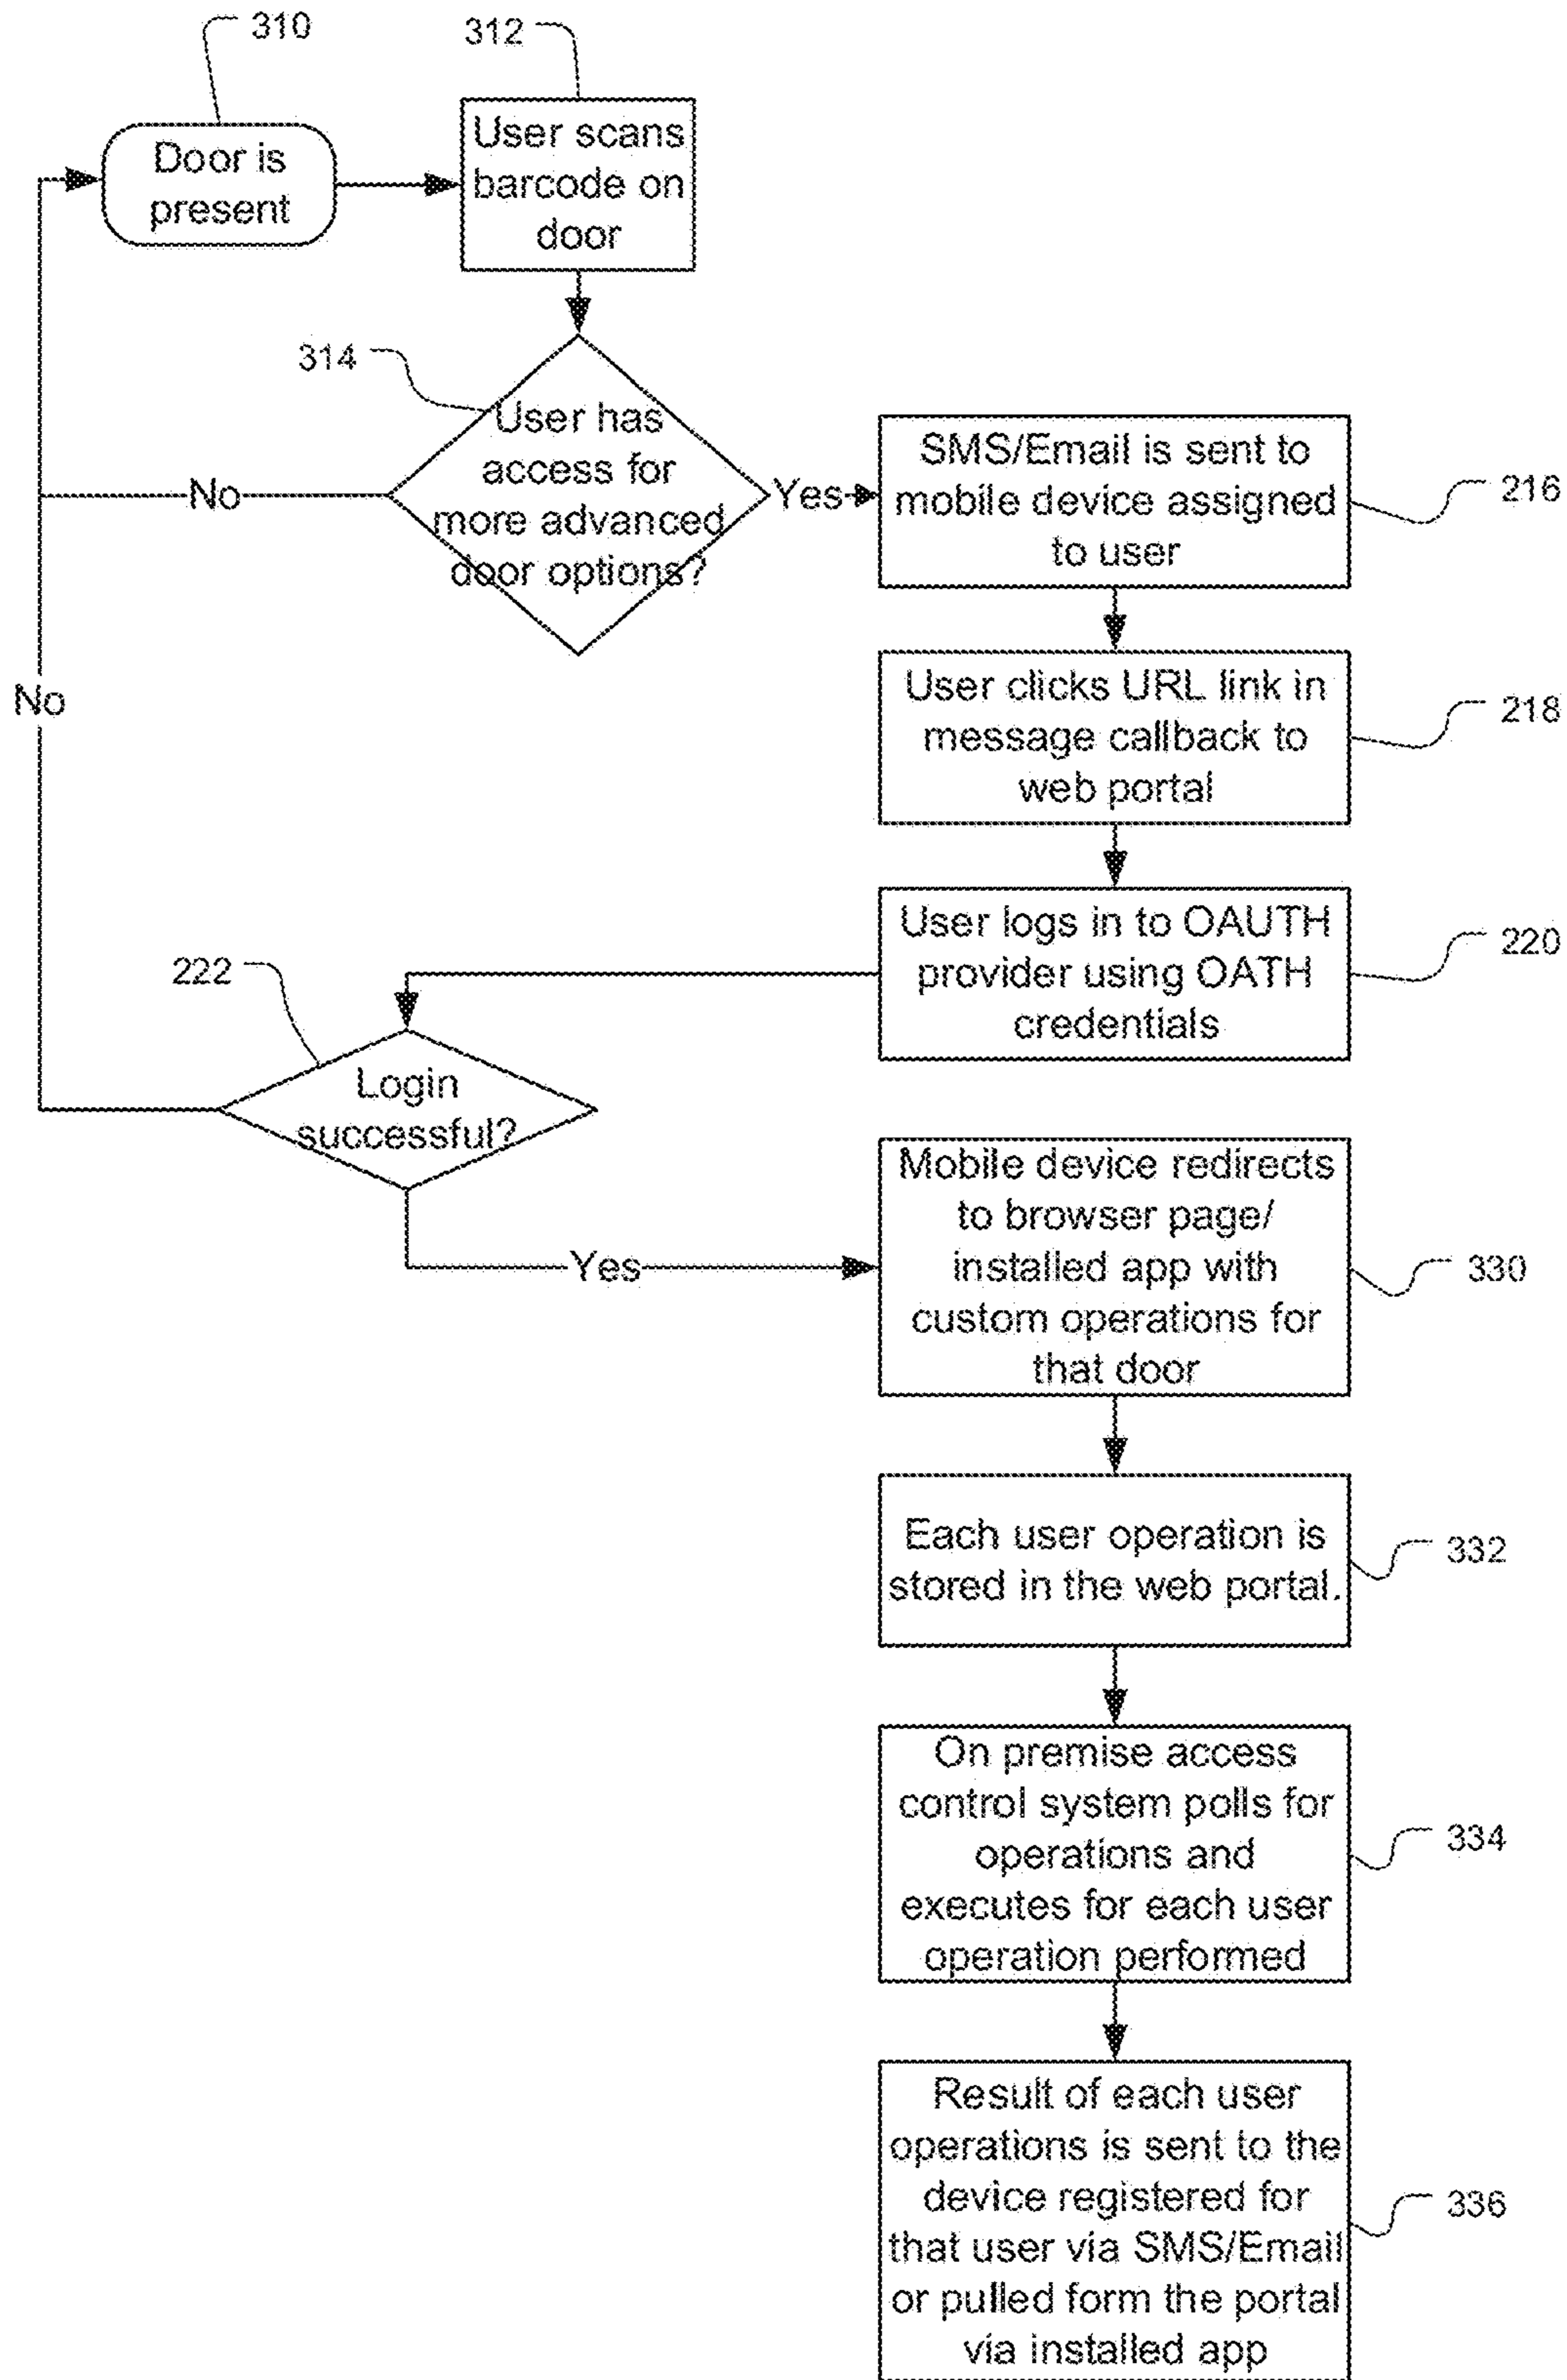 310
312
Door is
present
User scans
barcode on
door
314
User has
access for
more advanced
door options?
No
Yes
SMS/Email is sent to
mobile device assigned
to user
216
No
User clicks URL link in
message callback to
web portal
218
User logs in to OAUTH
provider using OATH
credentials
220
222
Login
successful?
Yes
Mobile device redirects
to browser page/
installed app with
custom operations for
that door
330
Each user operation is
stored in the web portal.
332
On premise access
control system polls for
operations and
executes for each user
operation performed
334
Result of each user
operations is sent to the
device registered for
that user via SMS/Email
or pulled form the portal
via installed app
336